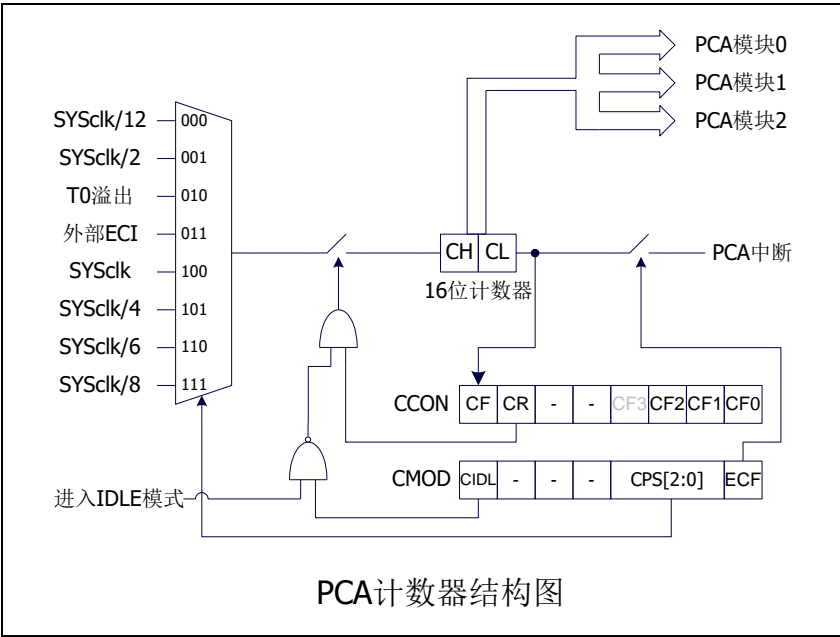 PCA模块0
PCA模块1
PCA模块2
SYSclk/12 000
SYSclk/2 001
T0溢出 010
外部ECI 011
SYSclk 100
SYSclk/4 101
SYSclk/6 110
SYSclk/8 111
CH CL
PCA中断
16位计数器
CCON CF CR - - CF3 CF2 CF1 CF0
CMOD CIDL - - - CPS[2:0] ECF
进入IDLE模式
PCA计数器结构图